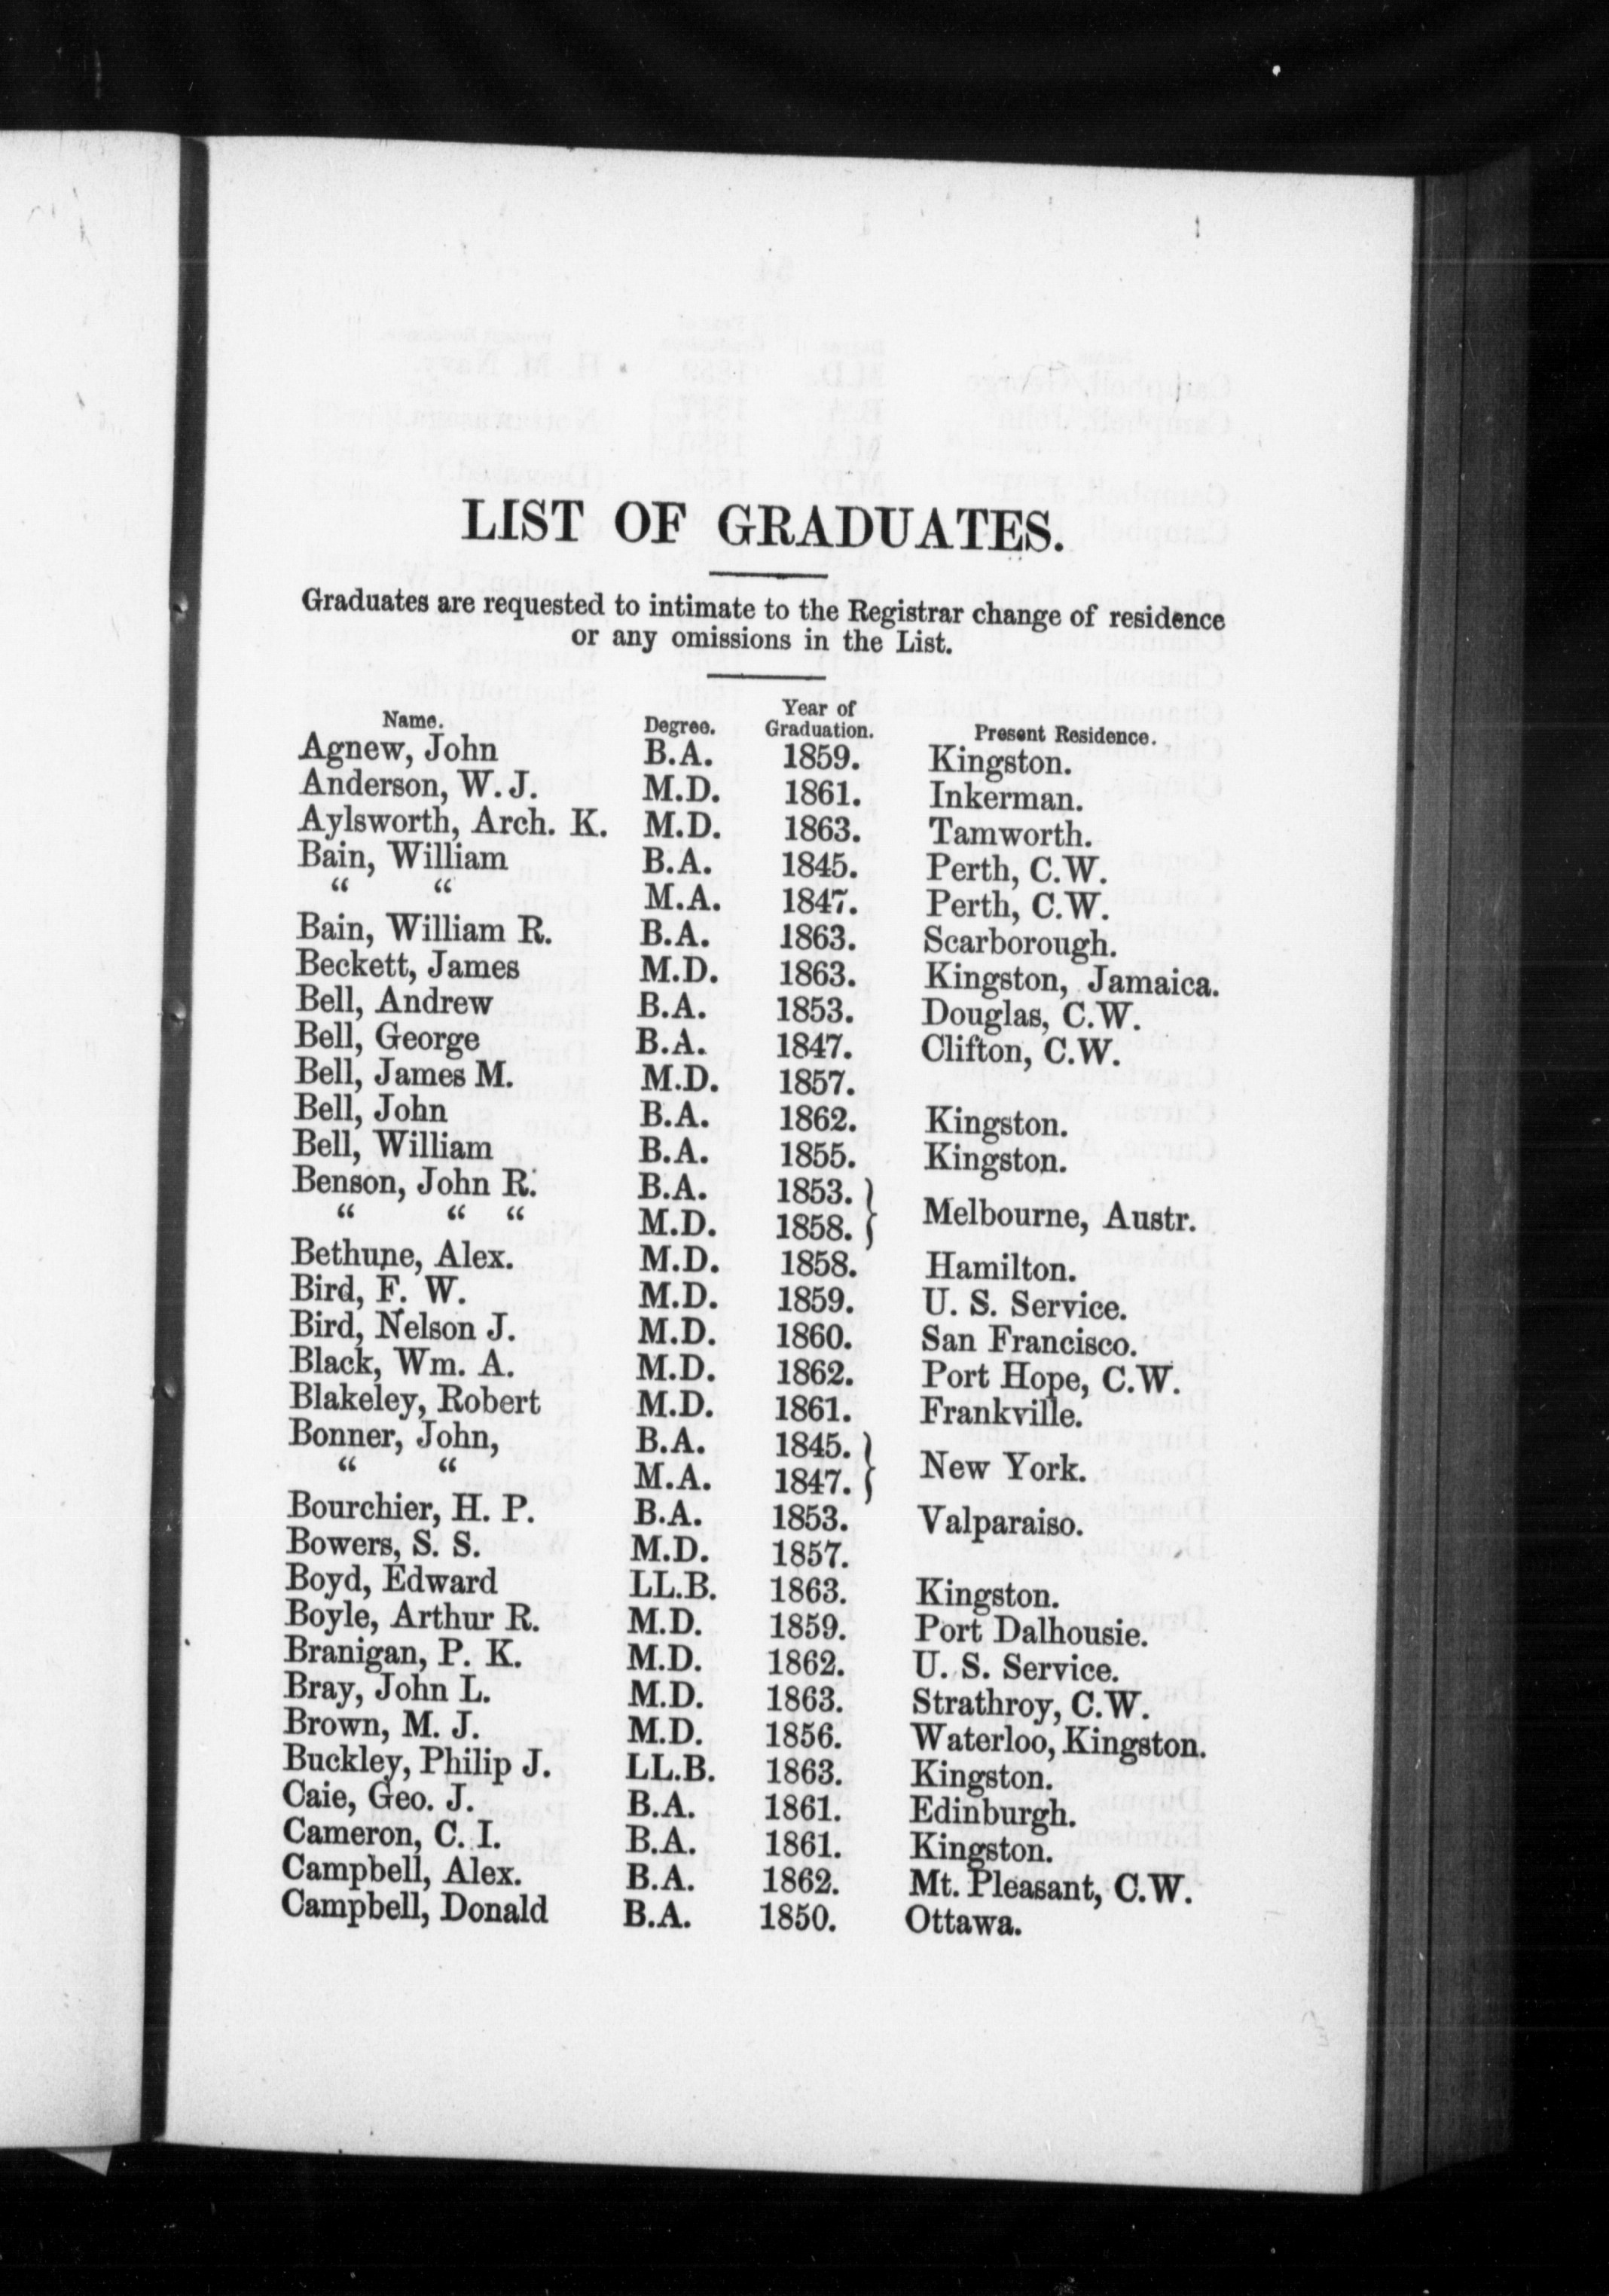 LIST OF GRADUATES.
Graduates are requested to intimate to the Registrar change of residence
or any omissions in the List.
Name. Degree. Year of Graduation. Present Residence.
Agnew, John B.A. 1859. Kingston.
Anderson, W. J. M.D. 1861. Inkerman.
Aylsworth, Arch. K. M.D. 1863. Tamworth.
Bain, William B.A. 1845. Perth, C.W.
“ “ M.A. 1847. Perth, C.W.
Bain, William R. B.A. 1863. Scarborough.
Beckett, James M.D. 1863. Kingston, Jamaica.
Bell, Andrew B.A. 1853. Douglas, C.W.
Bell, George B.A. 1847. Clifton, C.W.
Bell, James M. M.D. 1857.
Bell, John B.A. 1862. Kingston.
Bell, William B.A. 1855. Kingston.
Benson, John R. B.A. 1853. } Melbourne, Austr.
“ “ “ M.D. 1858.
Bethune, Alex. M.D. 1858. Hamilton.
Bird, F. W. M.D. 1859. U. S. Service.
Bird, Nelson J. M.D. 1860. San Francisco.
Black, Wm. A. M.D. 1862. Port Hope, C.W.
Blakeley, Robert M.D. 1861. Frankville.
Bonner, John, B.A. 1845. } New York.
“ “ M.A. 1847.
Bourchier, H. P. B.A. 1853. Valparaiso.
Bowers, S. S. M.D. 1857.
Boyd, Edward LL.B. 1863. Kingston.
Boyle, Arthur R. M.D. 1859. Port Dalhousie.
Branigan, P. K. M.D. 1862. U. S. Service.
Bray, John L. M.D. 1863. Strathroy, C.W.
Brown, M. J. M.D. 1856. Waterloo, Kingston.
Buckley, Philip J. LL.B. 1863. Kingston.
Caie, Geo. J. B.A. 1861. Edinburgh.
Cameron, C. I. B.A. 1861. Kingston.
Campbell, Alex. B.A. 1862. Mt. Pleasant, C.W.
Campbell, Donald B.A. 1850. Ottawa.